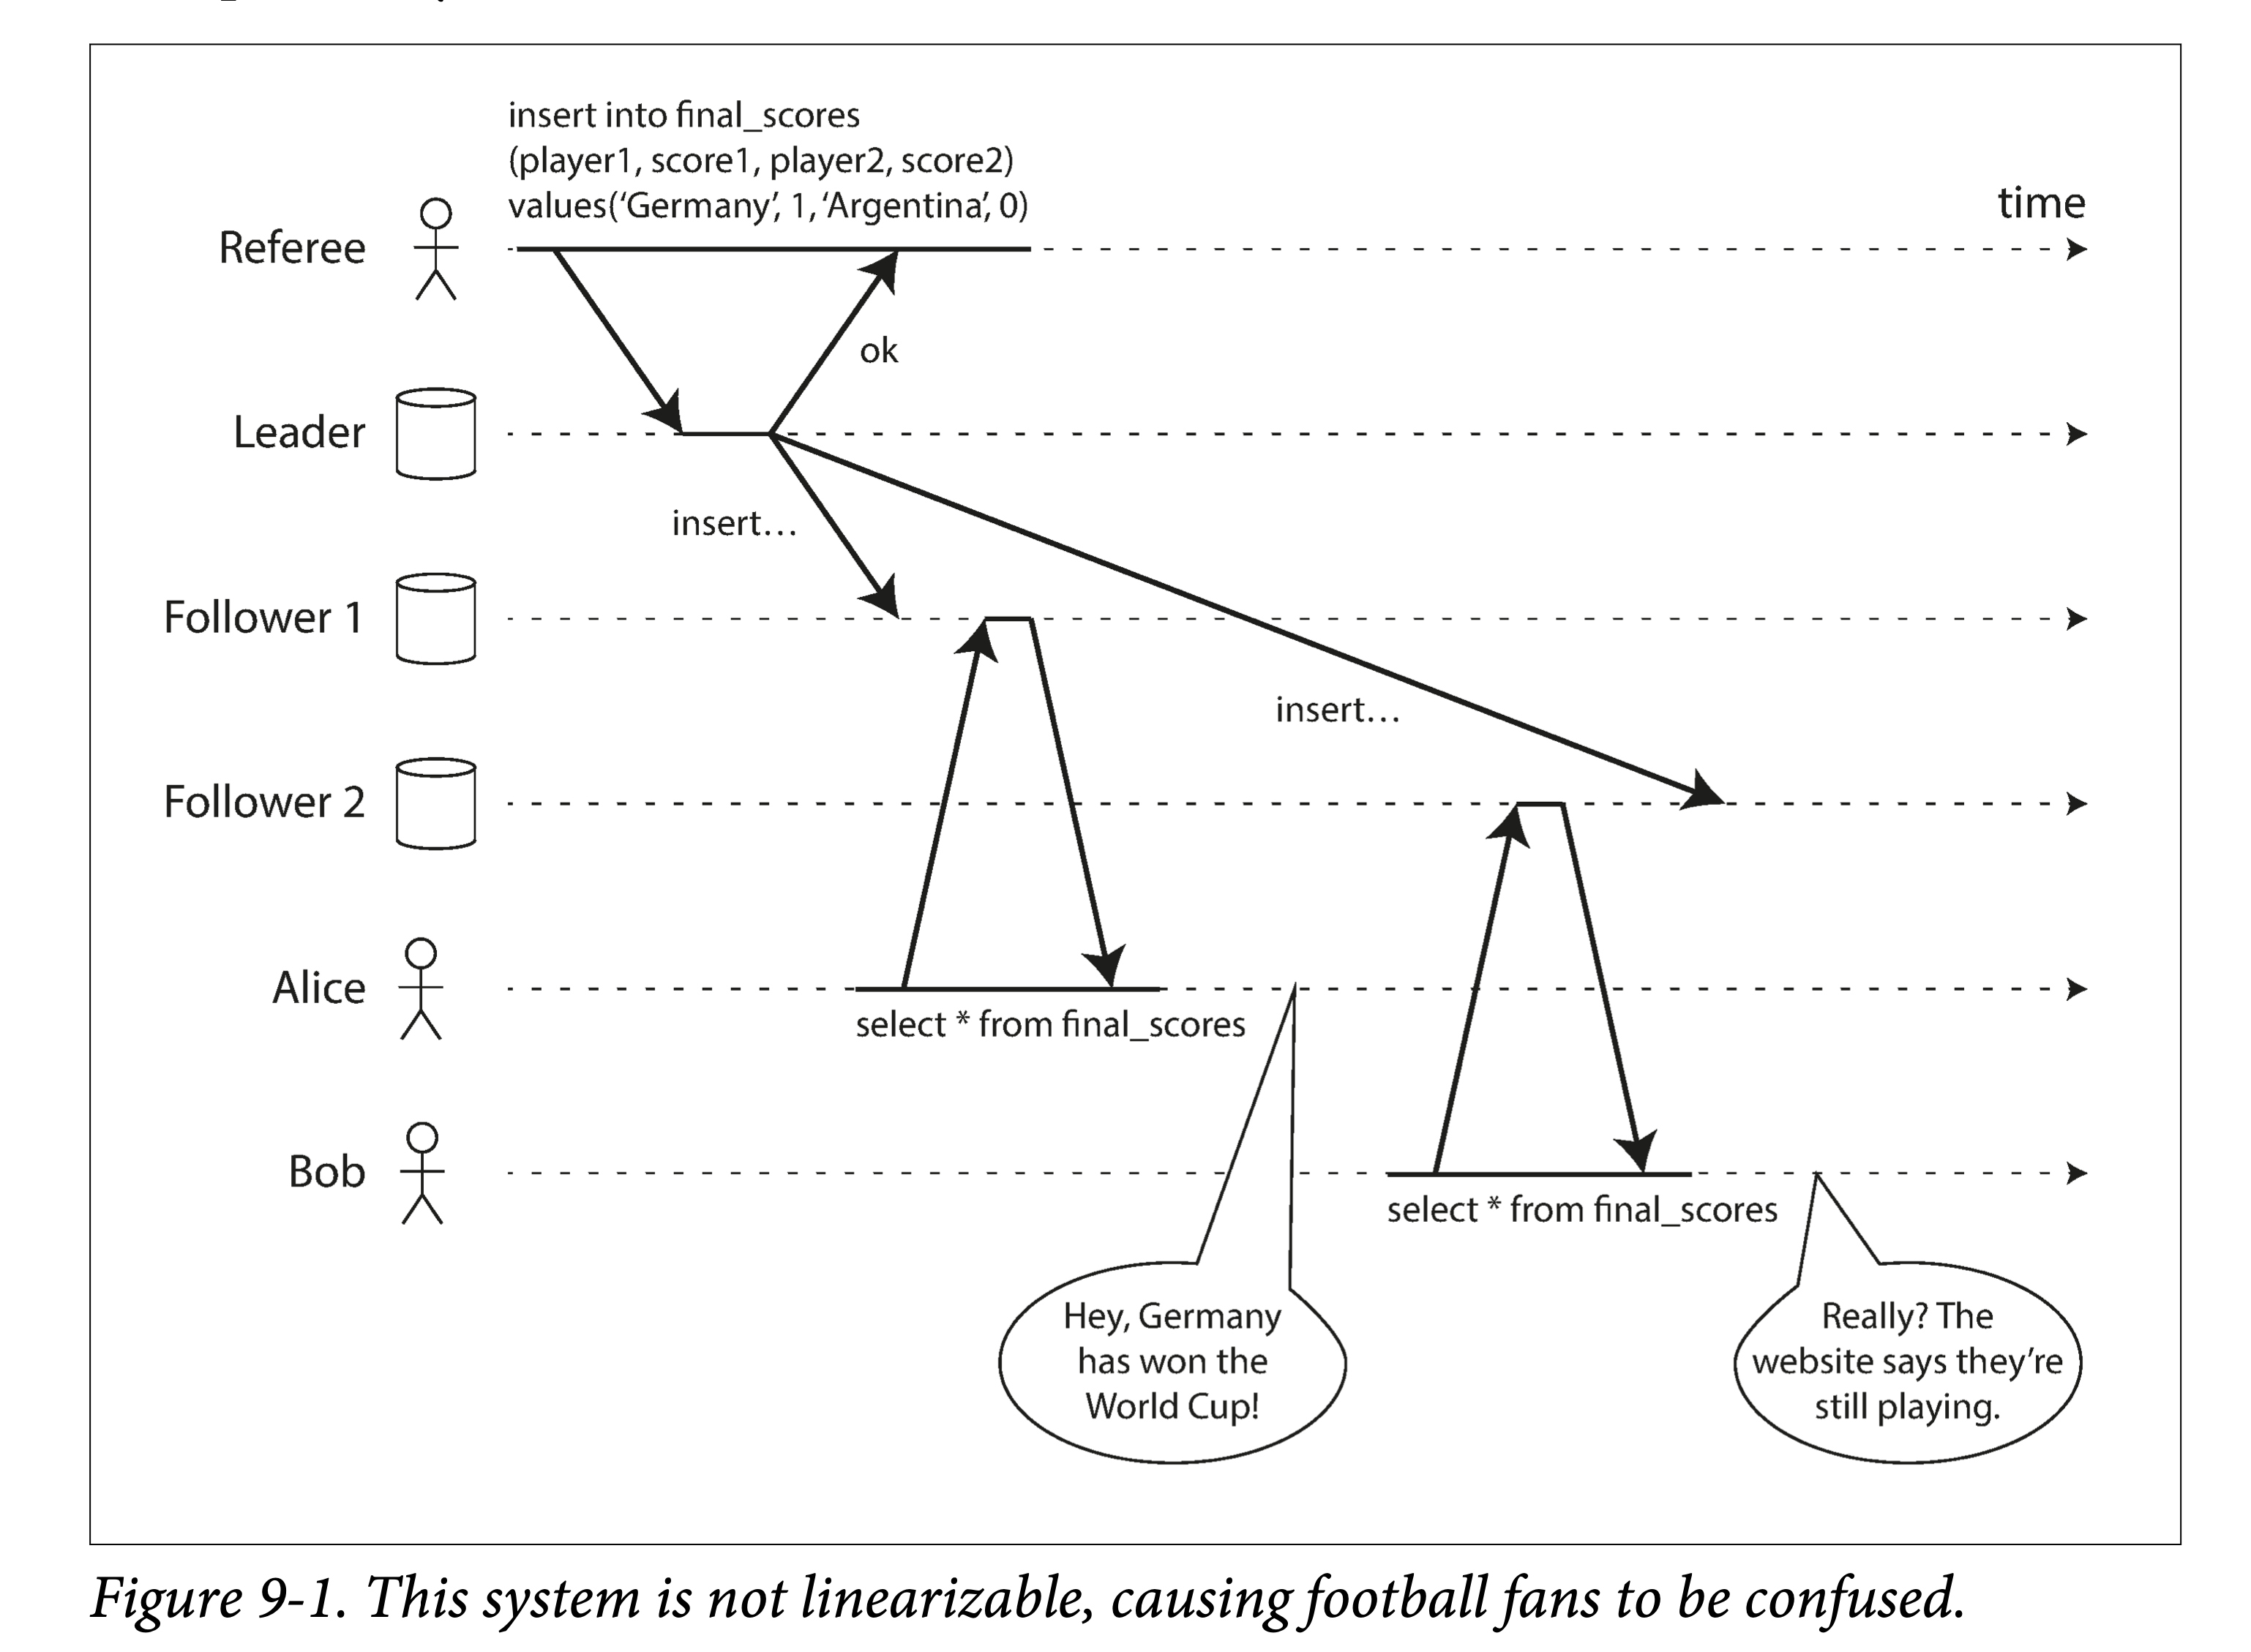 insert into final_scores
(player1, score1, player2, score2)
values(‘Germany’, 1, ‘Argentina’, 0)
time
Referee
ok
Leader
insert…
Follower 1
insert…
Follower 2
Alice
select * from final_scores
Bob
select * from final_scores
Hey, Germany
has won the
World Cup!
Really? The
website says they’re
still playing.
Figure 9-1. This system is not linearizable, causing football fans to be confused.